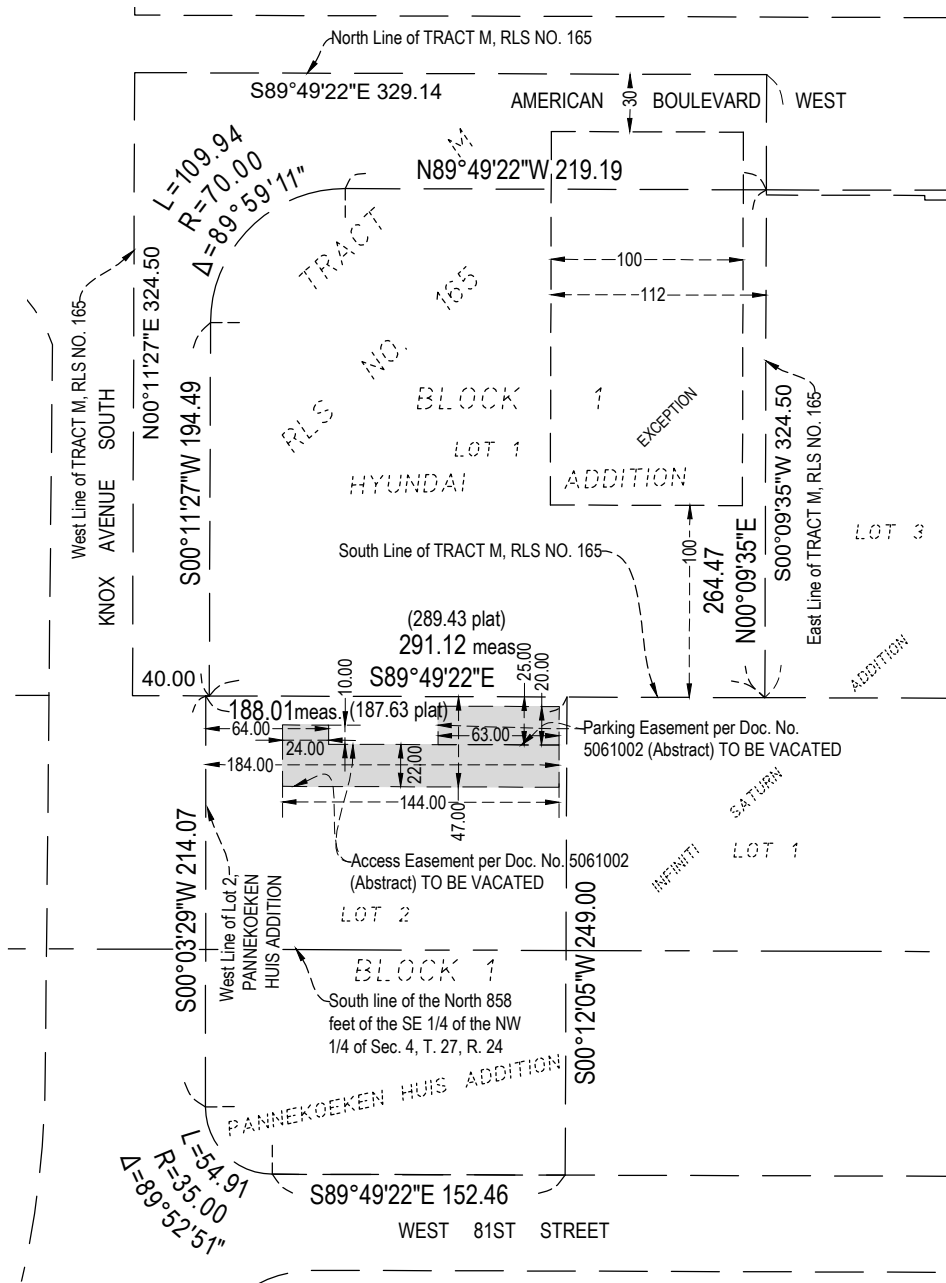 North Line of TRACT M, RLS NO. 165
S89°49'22"E 329.14
AMERICAN BOULEVARD WEST
30
L=109.94
R=70.00
Δ=89°59'11"
M
N89°49'22"W 219.19
TRACT
165
NO.
RLS
100
112
West Line of TRACT M, RLS NO. 165
N00°11'27"E 324.50
KNOX AVENUE SOUTH
S00°11'27"W 194.49
BLOCK 1
EXCEPTION
LOT 1
HYUNDAI ADDITION
S00°09'35"W 324.50
East Line of TRACT M, RLS NO. 165
N00°09'35"E
264.47
LOT 3
South Line of TRACT M, RLS NO. 165
100
(289.43 plat)
291.12 meas.
S89°49'22"E
ADDITION
40.00
10.00
25.00
20.00
188.01 meas. (187.63 plat)
64.00
63.00
Parking Easement per Doc. No.
5061002 (Abstract) TO BE VACATED
24.00
184.00
22.00
144.00
47.00
SATURN
INFINITI
LOT 1
Access Easement per Doc. No. 5061002
(Abstract) TO BE VACATED
S00°03'29"W 214.07
West Line of Lot 2,
PANNEKOEKEN
HUIS ADDITION
LOT 2
BLOCK 1
S00°12'05"W 249.00
South line of the North 858
feet of the SE 1/4 of the NW
1/4 of Sec. 4, T. 27, R. 24
PANNEKOEKEN HUIS ADDITION
L=54.91
R=35.00
Δ=89°52'51"
S89°49'22"E 152.46
WEST 81ST STREET